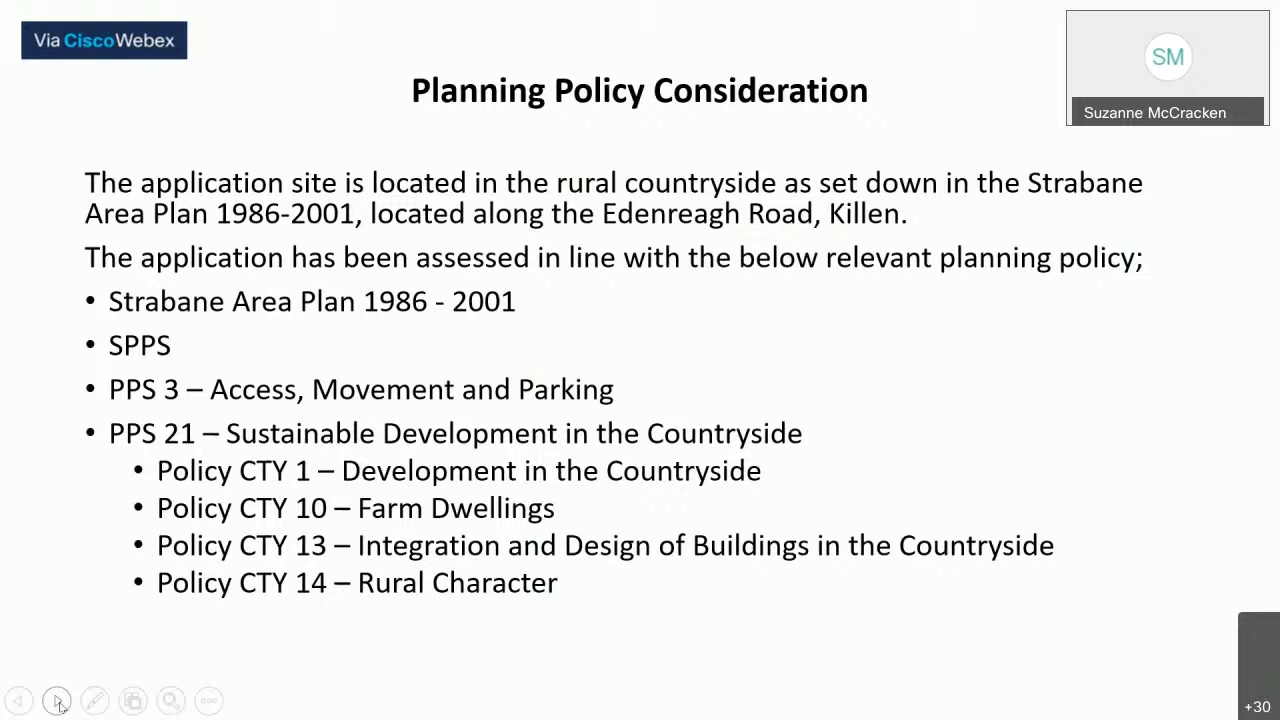 Via CiscoWebex
SM
Suzanne McCracken
Planning Policy Consideration
The application site is located in the rural countryside as set down in the Strabane
Area Plan 1986-2001, located along the Edenreagh Road, Killen.
The application has been assessed in line with the below relevant planning policy;
• Strabane Area Plan 1986 - 2001
• SPPS
• PPS 3 – Access, Movement and Parking
• PPS 21 – Sustainable Development in the Countryside
• Policy CTY 1 – Development in the Countryside
• Policy CTY 10 – Farm Dwellings
• Policy CTY 13 – Integration and Design of Buildings in the Countryside
• Policy CTY 14 – Rural Character
+30